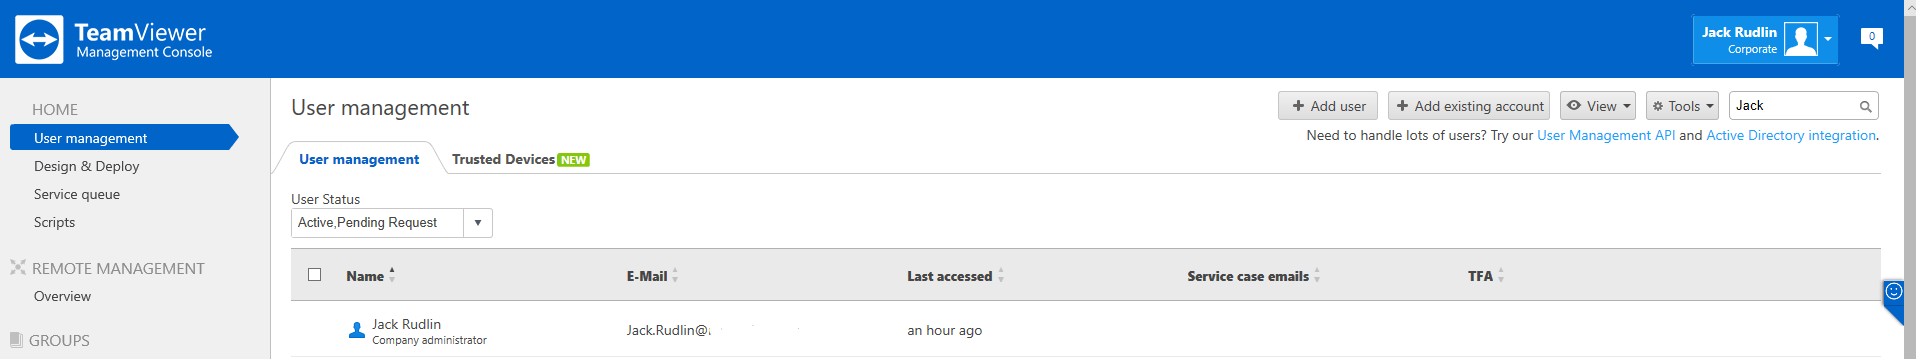 TeamViewer
Management Console
Jack Rudlin
Corporate
0
HOME
User management
Design & Deploy
Service queue
Scripts
REMOTE MANAGEMENT
Overview
GROUPS
User management
Add user
Add existing account
View
Tools
Jack
Need to handle lots of users? Try our User Management API and Active Directory integration.
User management
Trusted Devices NEW
User Status
Active,Pending Request
Name E-Mail Last accessed Service case emails TFA
Jack Rudlin Jack.Rudlin@ an hour ago
Company administrator